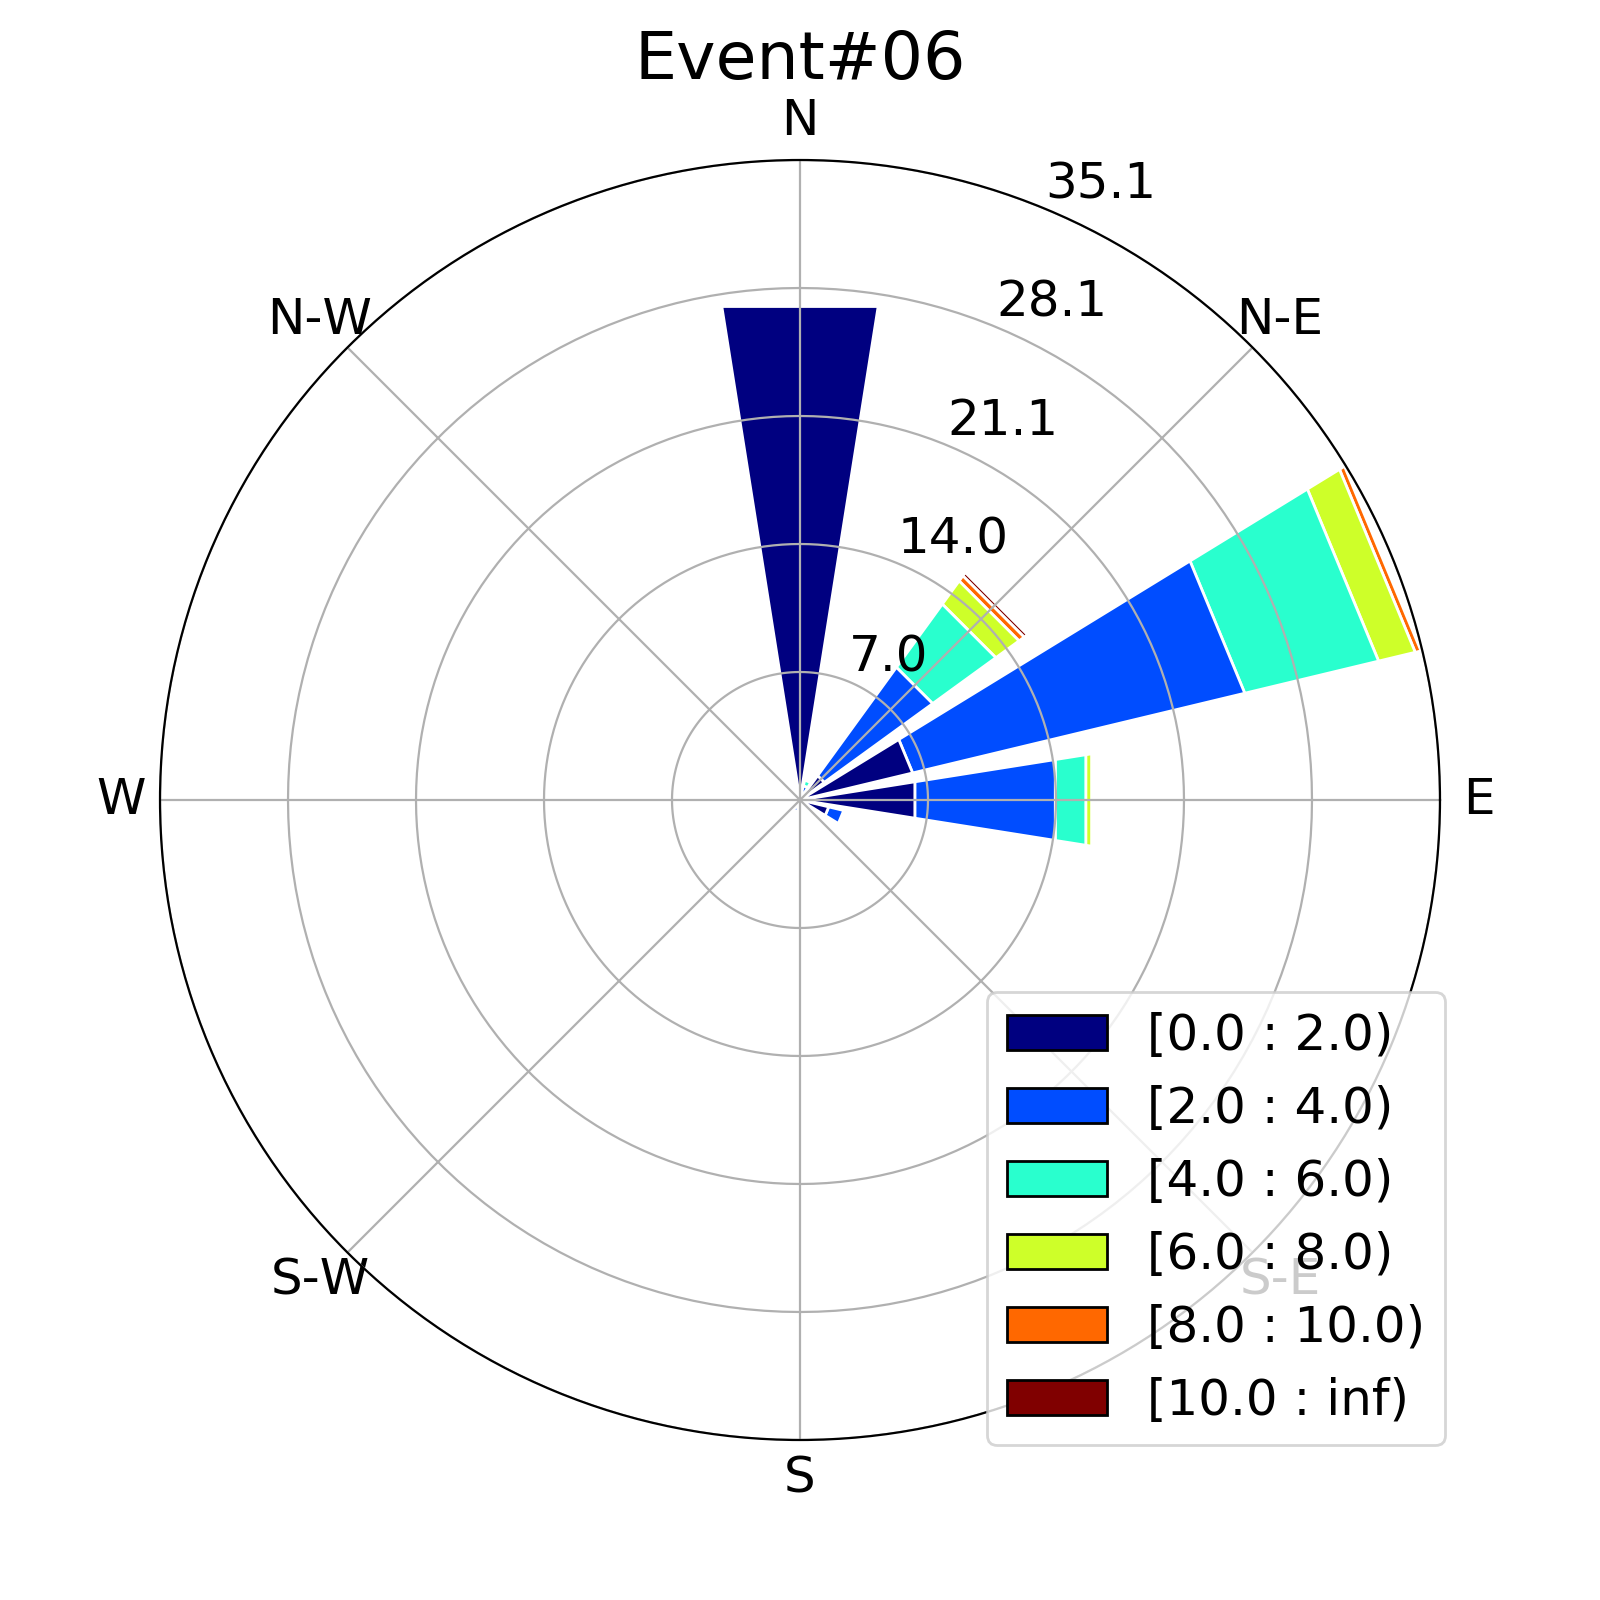 Event#06
N
35.1
28.1
N-W
N-E
21.1
14.0
7.0
W
E
[0.0 : 2.0)
[2.0 : 4.0)
[4.0 : 6.0)
[6.0 : 8.0)
S-W
S-E
[8.0 : 10.0)
[10.0 : inf)
S